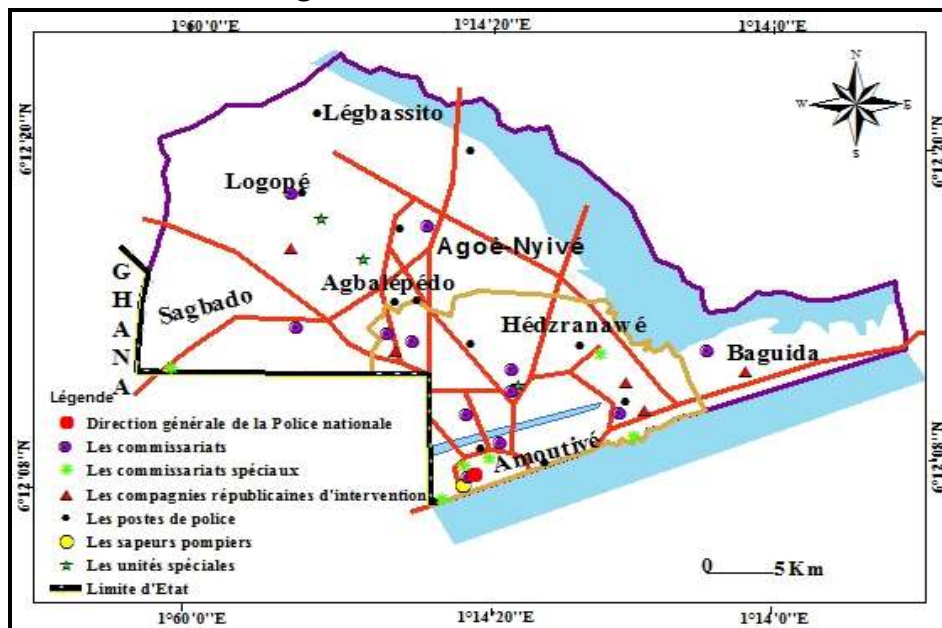 1°60'0"E 1°14'20"E 1°14'0"E
N
W E
S
6°12'20"N 6°12'20"N
Légbassito
Logopé
Agoè-Nyivé
GHANA
Agbalépédo
Sagbado
Hédzranawé
Baguida
Amoutivé
6°12'08"N 6°12'08"N
Légende
Direction générale de la Police nationale
Les commissariats
Les commissariats spéciaux
Les compagnies républicaines d'intervention
Les postes de police
Les sapeurs pompiers
Les unités spéciales
Limite d'Etat
0 5 Km
1°60'0"E 1°14'20"E 1°14'0"E